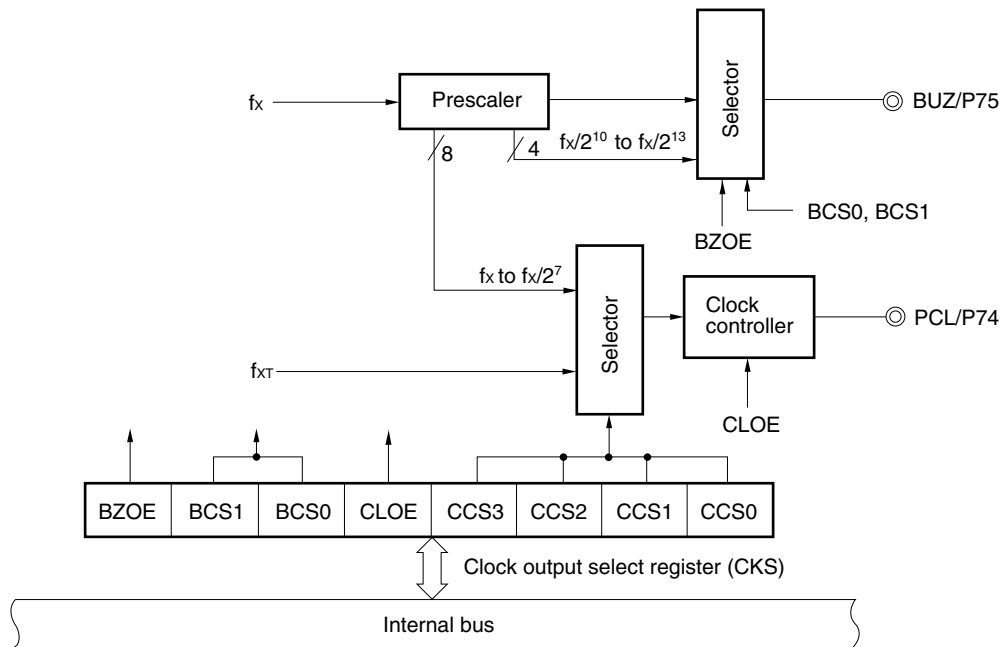 fX
Prescaler
Selector
BUZ/P75
8
4
fX/2^10 to fX/2^13
BCS0, BCS1
BZOE
fX to fX/2^7
Selector
Clock
controller
PCL/P74
fXT
CLOE
BZOE BCS1 BCS0 CLOE CCS3 CCS2 CCS1 CCS0
Clock output select register (CKS)
Internal bus